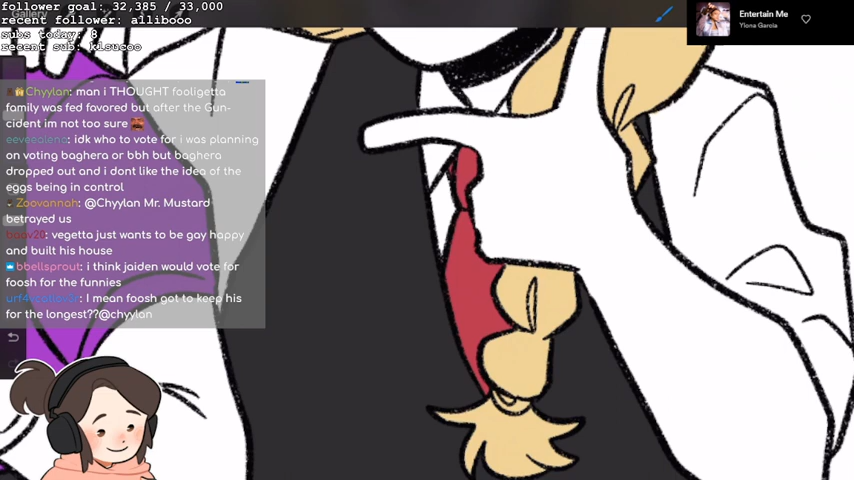 follower goal: 32,385 / 33,000
Gallery
recent follower: allibooo
subs today: 8
recent sub: kisucoo
Entertain Me
Yiona Garcia
Chyylan: man i THOUGHT fooligetta
family was fed favored but after the Gun-
cident im not too sure
eeveealena: idk who to vote for i was planning
on voting baghera or bbh but baghera
dropped out and i dont like the idea of the
eggs being in control
Zoovannah: @Chyylan Mr. Mustard
betrayed us
vegetta just wants to be gay happy
and built his house
bbellsprout: i think jaiden would vote for
foosh for the funnies
I mean foosh got to keep his
for the longest??@chyylan